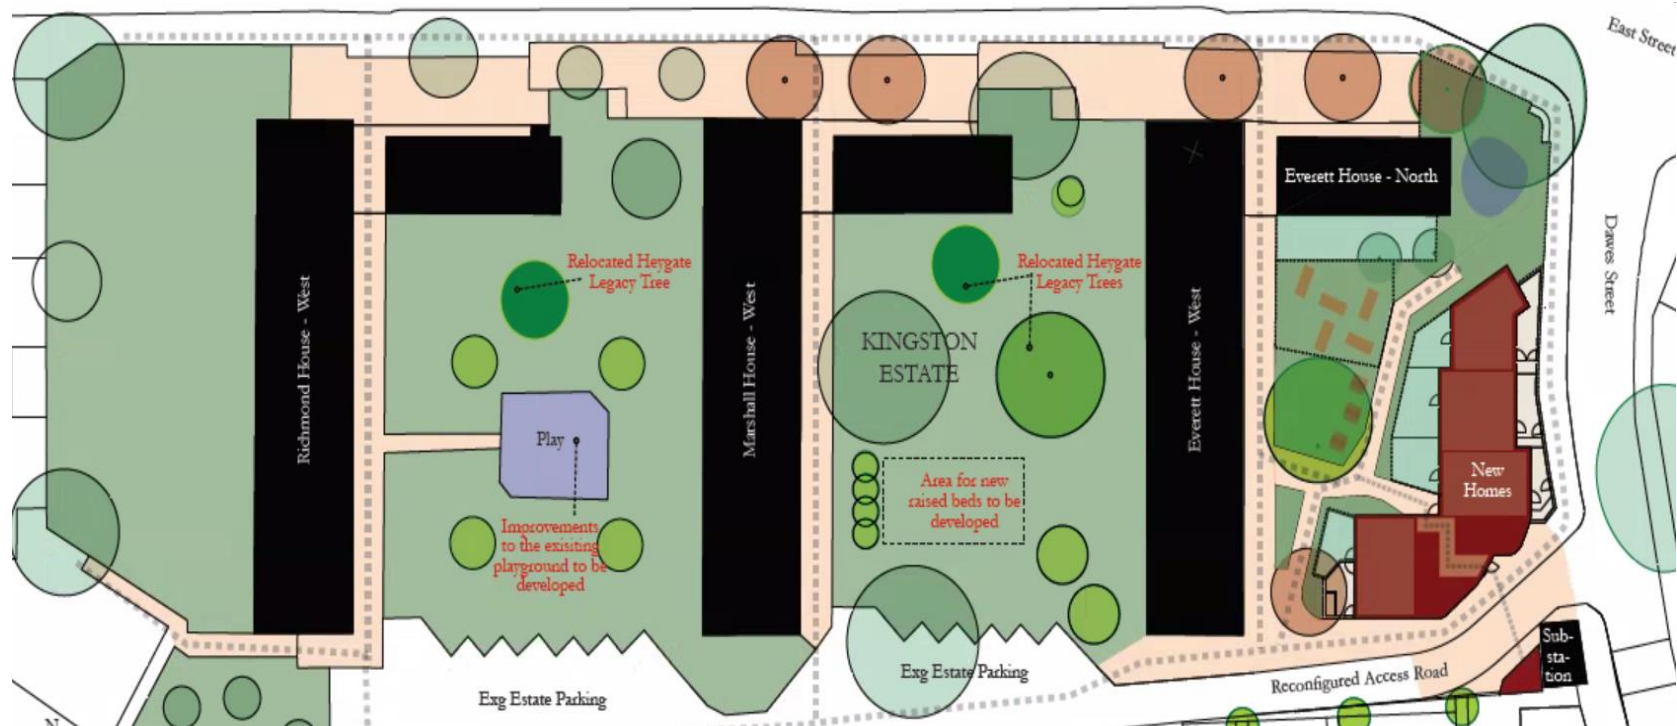 East Street
Everett House - North
Dawes Street
Relocated Heygate
Legacy Tree
Relocated Heygate
Legacy Trees
Richmond House - West
Marshall House - West
KINGSTON
ESTATE
Everett House - West
Play
Area for new
raised beds to be
developed
New
Homes
Improvements
to the exisiting
playground to be
developed
Sub-
sta-
tion
Exg Estate Parking
Reconfigured Access Road
Exg Estate Parking
N